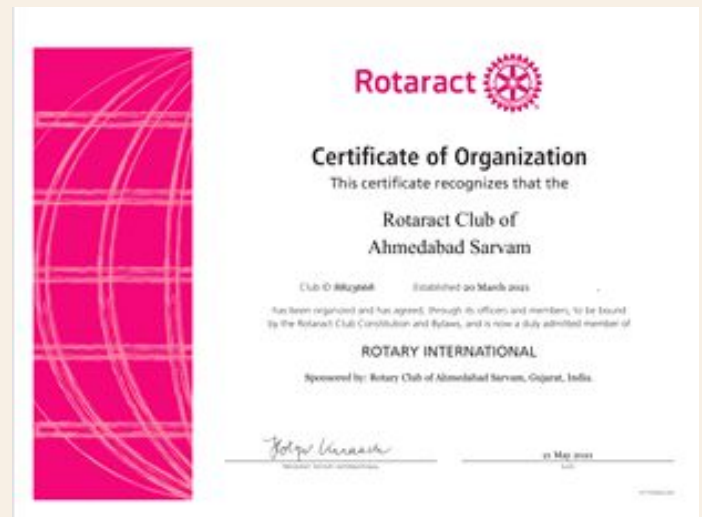 Rotaract
Certificate of Organization
This certificate recognizes that the
Rotaract Club of
Ahmedabad Sarvam
Club ID Established 20 March 2021
has been organized and has agreed, through its officers and members, to be bound
by the Rotaract Club Constitution and Bylaws, and is now a duly admitted member of
ROTARY INTERNATIONAL
Sponsored by: Rotary Club of Ahmedabad Sarvam, Gujarat, India.
21 May 2021